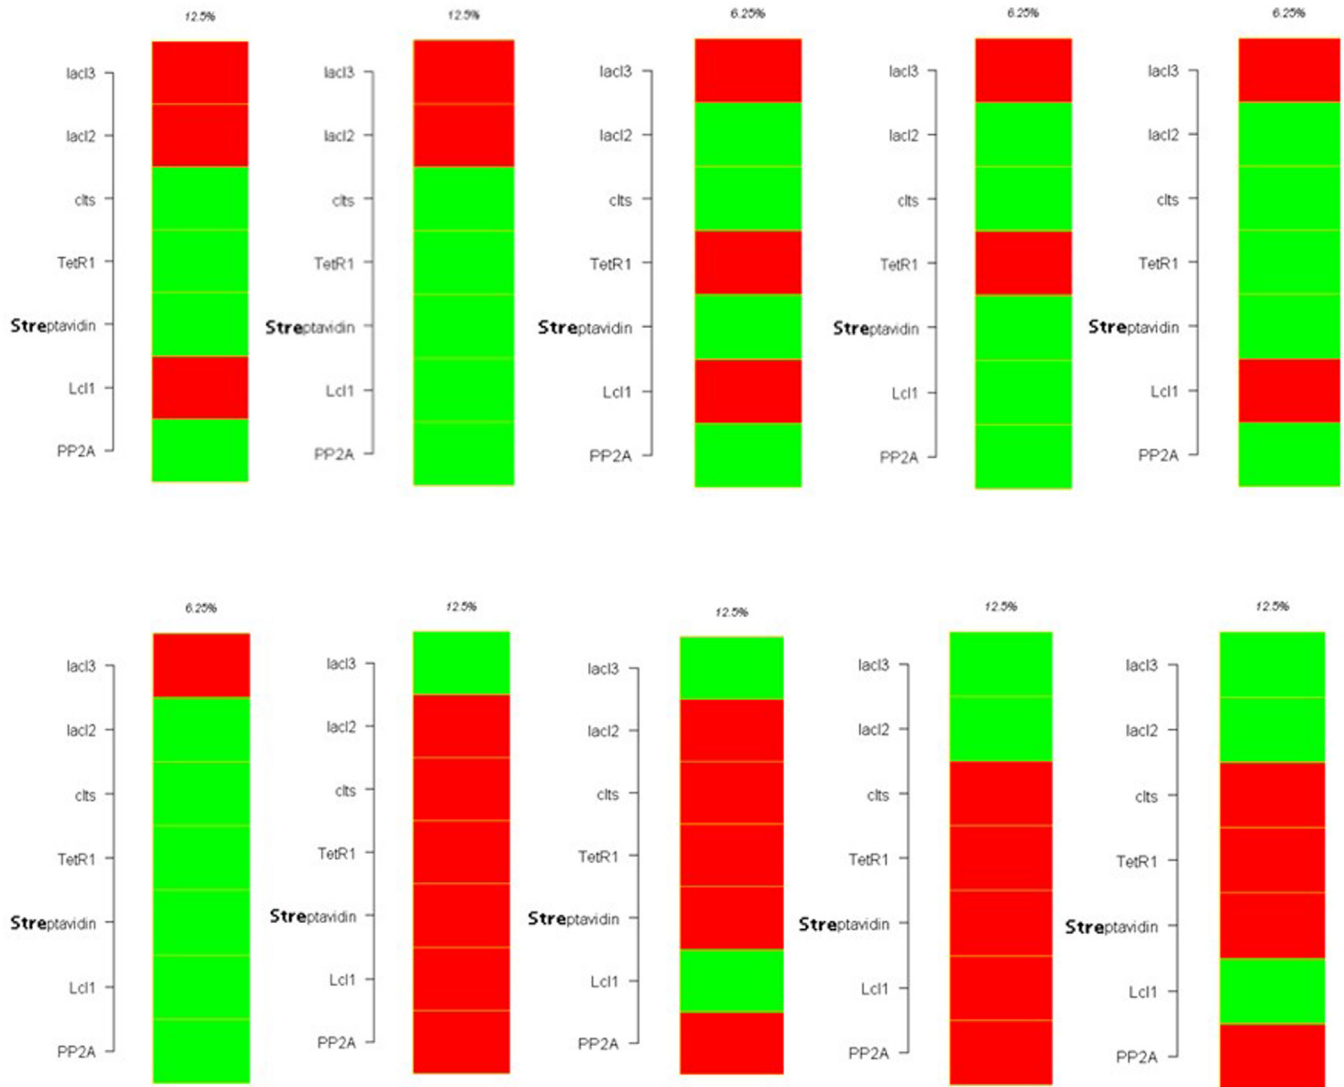 12.5%
lacI3
lacI2
cIts
TetR1
Streptavidin
LcI1
PP2A
12.5%
lacI3
lacI2
cIts
TetR1
Streptavidin
LcI1
PP2A
6.25%
lacI3
lacI2
cIts
TetR1
Streptavidin
LcI1
PP2A
6.25%
lacI3
lacI2
cIts
TetR1
Streptavidin
LcI1
PP2A
6.25%
lacI3
lacI2
cIts
TetR1
Streptavidin
LcI1
PP2A
6.25%
lacI3
lacI2
cIts
TetR1
Streptavidin
LcI1
PP2A
12.5%
lacI3
lacI2
cIts
TetR1
Streptavidin
LcI1
PP2A
12.5%
lacI3
lacI2
cIts
TetR1
Streptavidin
LcI1
PP2A
12.5%
lacI3
lacI2
cIts
TetR1
Streptavidin
LcI1
PP2A
12.5%
lacI3
lacI2
cIts
TetR1
Streptavidin
LcI1
PP2A